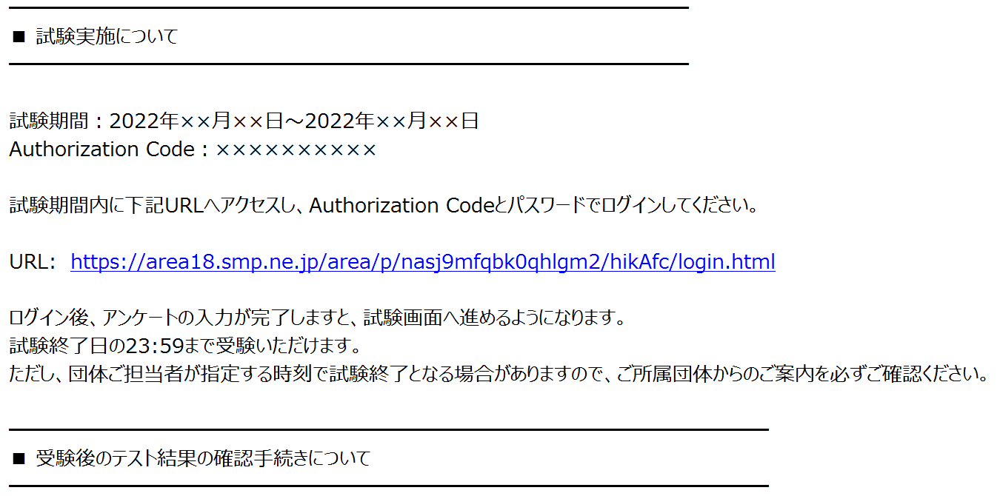 ■ 試験実施について
試験期間：2022年××月××日～2022年××月××日
Authorization Code：××××××××××
試験期間内に下記URLへアクセスし、Authorization Codeとパスワードでログインしてください。
URL: https://area18.smp.ne.jp/area/p/nasj9mfqbk0qhlgm2/hikAfc/login.html
ログイン後、アンケートの入力が完了しますと、試験画面へ進めるようになります。
試験終了日の23:59まで受験いただけます。
ただし、団体ご担当者が指定する時刻で試験終了となる場合がありますので、ご所属団体からのご案内を必ずご確認ください。
■ 受験後のテスト結果の確認手続きについて